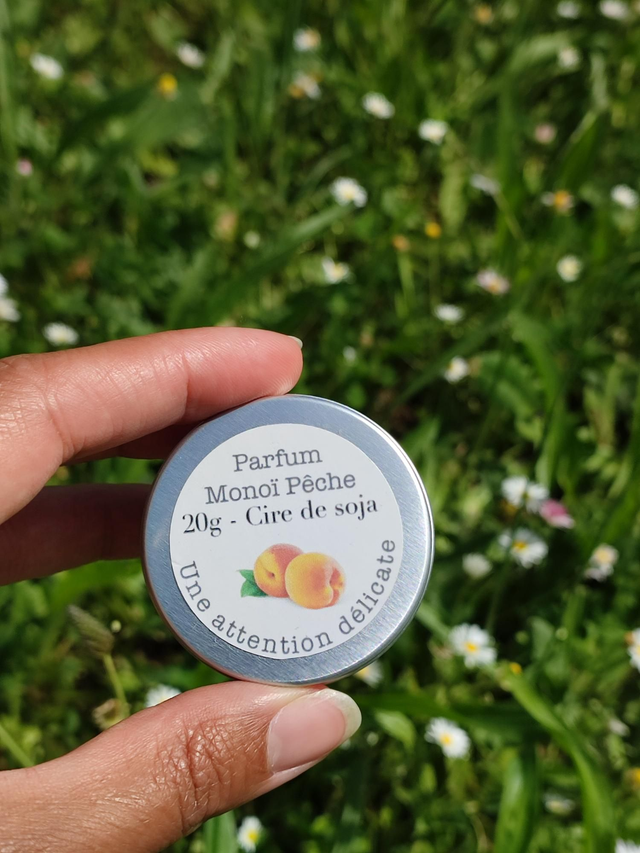 Parfum
Monoï Pêche
20g - Cire de soja
Une attention délicate